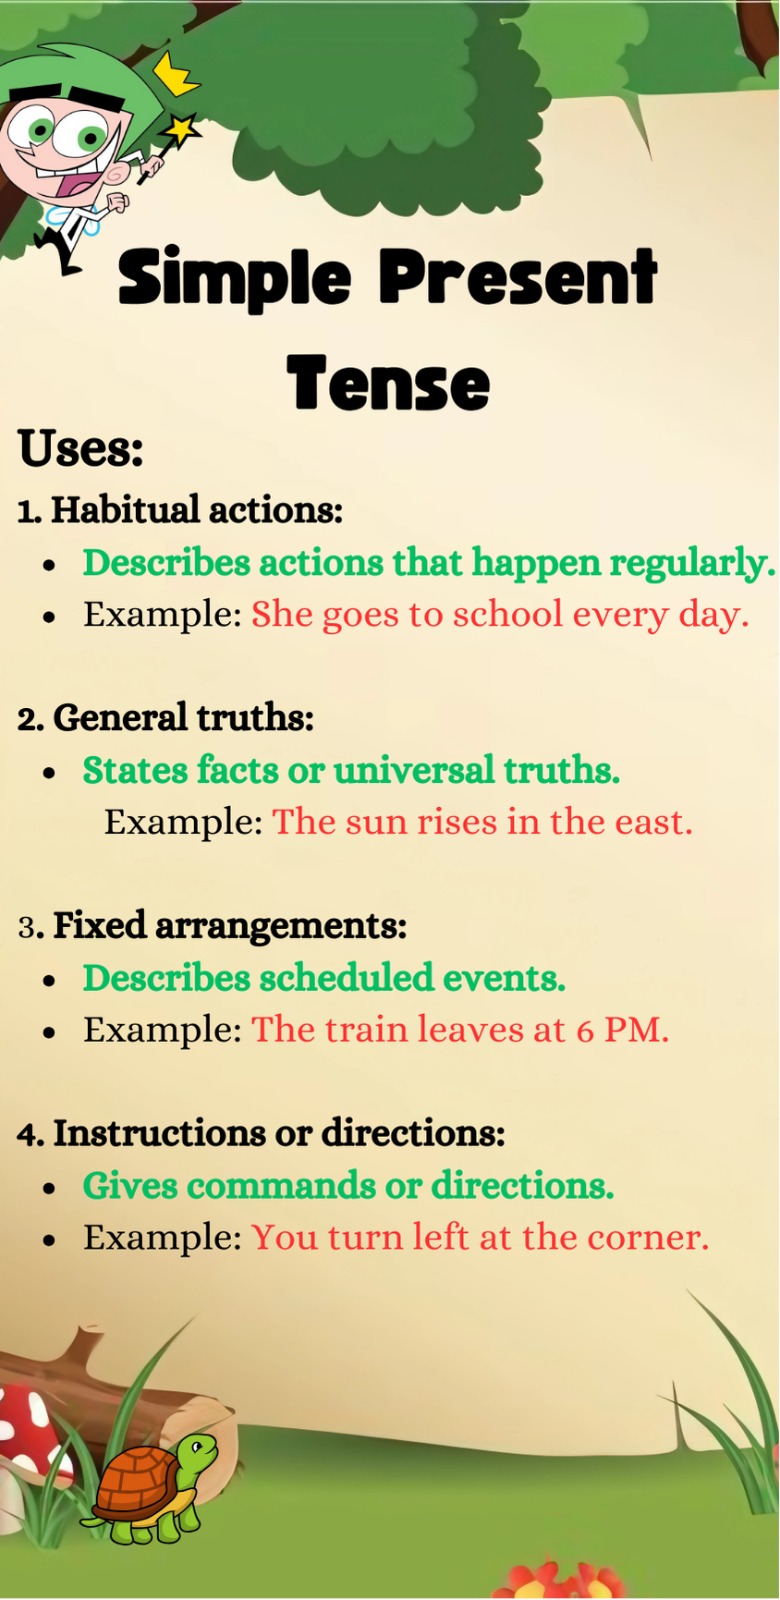 Simple Present
Tense
Uses:
1. Habitual actions:
• Describes actions that happen regularly.
• Example: She goes to school every day.
2. General truths:
• States facts or universal truths.
Example: The sun rises in the east.
3. Fixed arrangements:
• Describes scheduled events.
• Example: The train leaves at 6 PM.
4. Instructions or directions:
• Gives commands or directions.
• Example: You turn left at the corner.